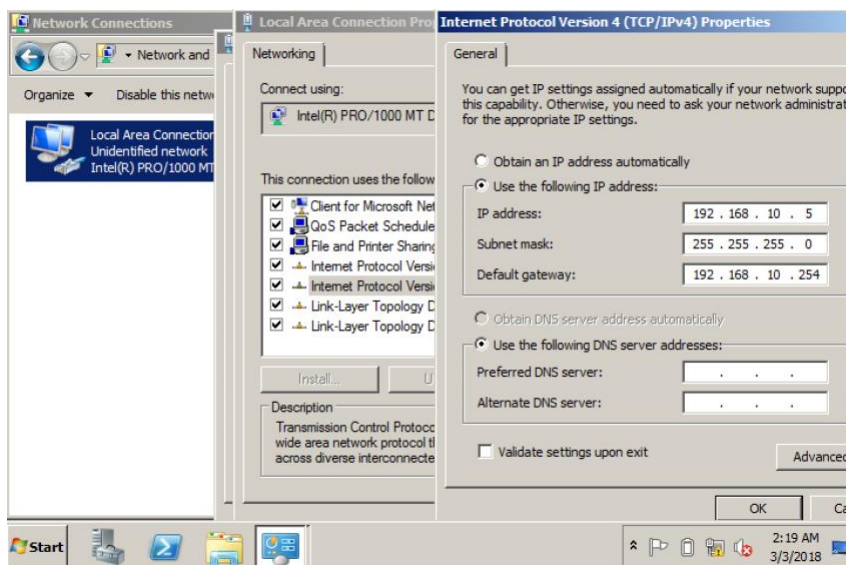 Network Connections
Network and
Organize
Disable this netw
Local Area Connection
Unidentified network
Intel(R) PRO/1000 MT
Local Area Connection Pro
Networking
Connect using:
Intel(R) PRO/1000 MT D
This connection uses the follow
Client for Microsoft Net
QoS Packet Schedule
File and Printer Sharing
Internet Protocol Versi
Internet Protocol Versi
Link-Layer Topology D
Link-Layer Topology D
Install...
U
Description
Transmission Control Protoco
wide area network protocol th
across diverse interconnecte
Internet Protocol Version 4 (TCP/IPv4) Properties
General
You can get IP settings assigned automatically if your network suppo
this capability. Otherwise, you need to ask your network administrat
for the appropriate IP settings.
Obtain an IP address automatically
Use the following IP address:
IP address: 192 . 168 . 10 . 5
Subnet mask: 255 . 255 . 255 . 0
Default gateway: 192 . 168 . 10 . 254
Obtain DNS server address automatically
Use the following DNS server addresses:
Preferred DNS server: . . .
Alternate DNS server: . . .
Validate settings upon exit
Advanced
OK
Ca
Start
2:19 AM
3/3/2018